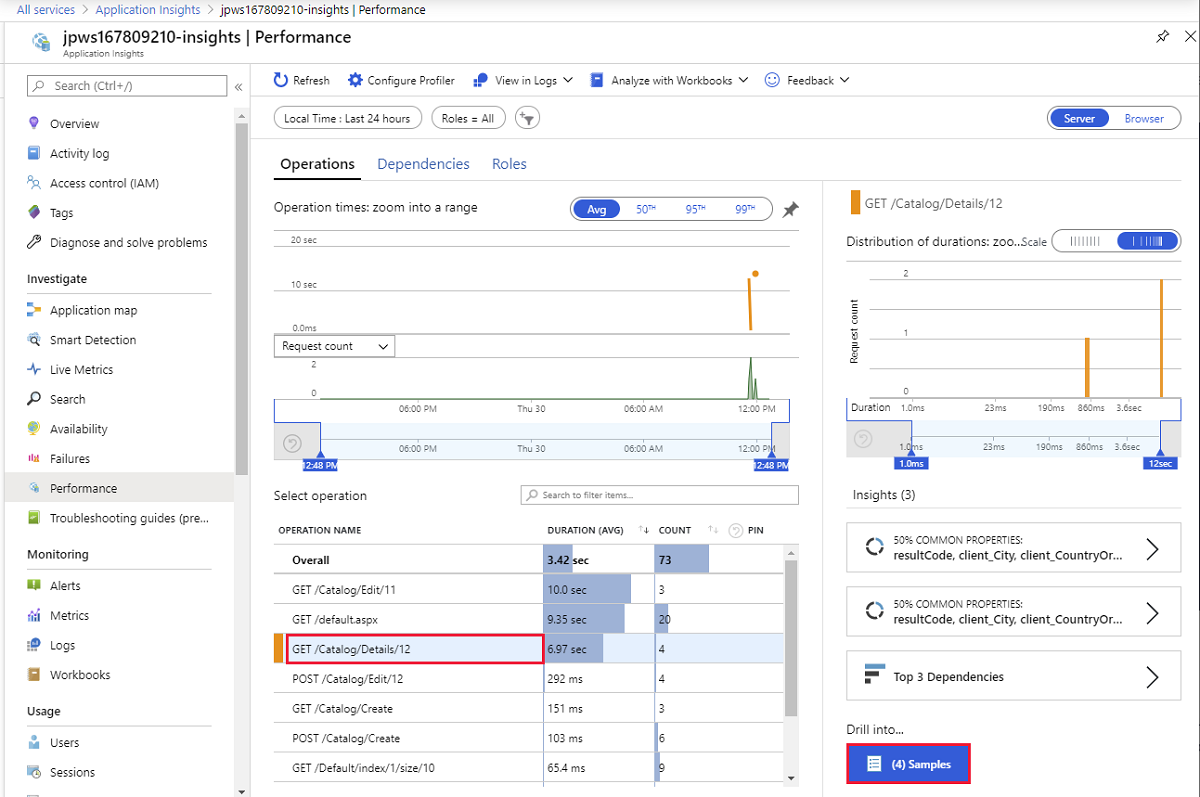 All services > Application Insights > jpws167809210-insights | Performance
jpws167809210-insights | Performance
Application Insights
Search (Ctrl+/)
«
Overview
Activity log
Access control (IAM)
Tags
Diagnose and solve problems
Investigate
Application map
Smart Detection
Live Metrics
Search
Availability
Failures
Performance
Troubleshooting guides (pre...
Monitoring
Alerts
Metrics
Logs
Workbooks
Usage
Users
Sessions
Refresh Configure Profiler View in Logs Analyze with Workbooks Feedback
Local Time : Last 24 hours Roles = All Server Browser
Operations Dependencies Roles
Operation times: zoom into a range Avg 50TH 95TH 99TH
20 sec
10 sec
0.0ms
Request count
2
0
06:00 PM Thu 30 06:00 AM 12:00 PM
06:00 PM Thu 30 06:00 AM 12:00 PM
12:48 PM 12:48 PM
Select operation Search to filter items...
OPERATION NAME DURATION (AVG) COUNT PIN
Overall 3.42 sec 73
GET /Catalog/Edit/11 10.0 sec 3
GET /default.aspx 9.35 sec 20
GET /Catalog/Details/12 6.97 sec 4
POST /Catalog/Edit/12 292 ms 4
GET /Catalog/Create 151 ms 3
POST /Catalog/Create 103 ms 6
GET /Default/index/1/size/10 65.4 ms 9
GET /Catalog/Details/12
Distribution of durations: zoo... Scale
Request count
2
1
0
Duration 1.0ms 23ms 190ms 860ms 3.6sec
1.0ms 23ms 190ms 860ms 3.6sec
1.0ms 12sec
Insights (3)
50% COMMON PROPERTIES:
resultCode, client_City, client_CountryOr...
50% COMMON PROPERTIES:
resultCode, client_City, client_CountryOr...
Top 3 Dependencies
Drill into...
(4) Samples